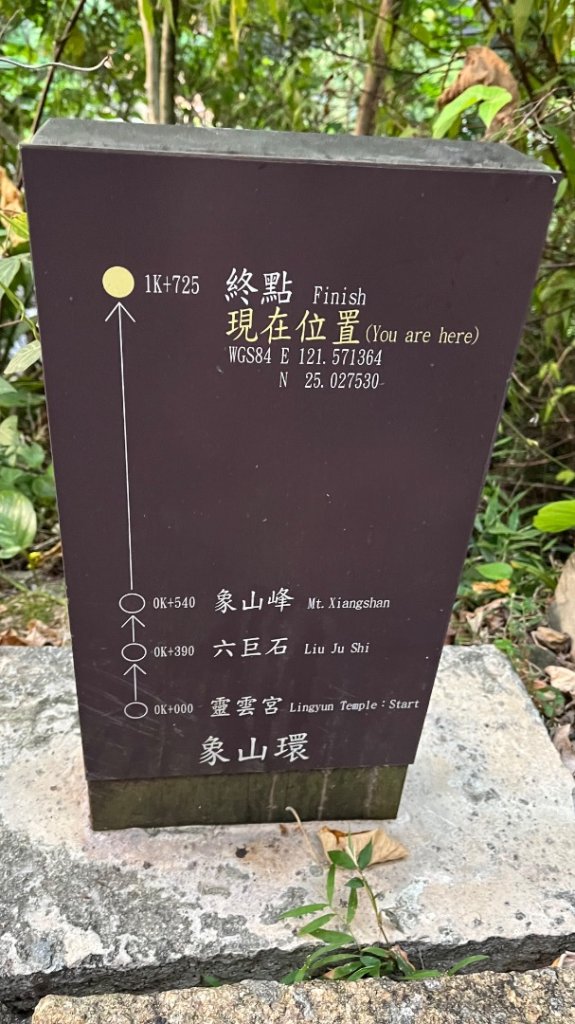 1K+725 終點 Finish
現在位置(You are here)
WGS84 E 121.571364
N 25.027530
0K+540 象山峰 Mt.Xiangshan
0K+390 六巨石 Liu Ju Shi
0K+000 靈雲宮 Lingyun Temple:Start
象山環